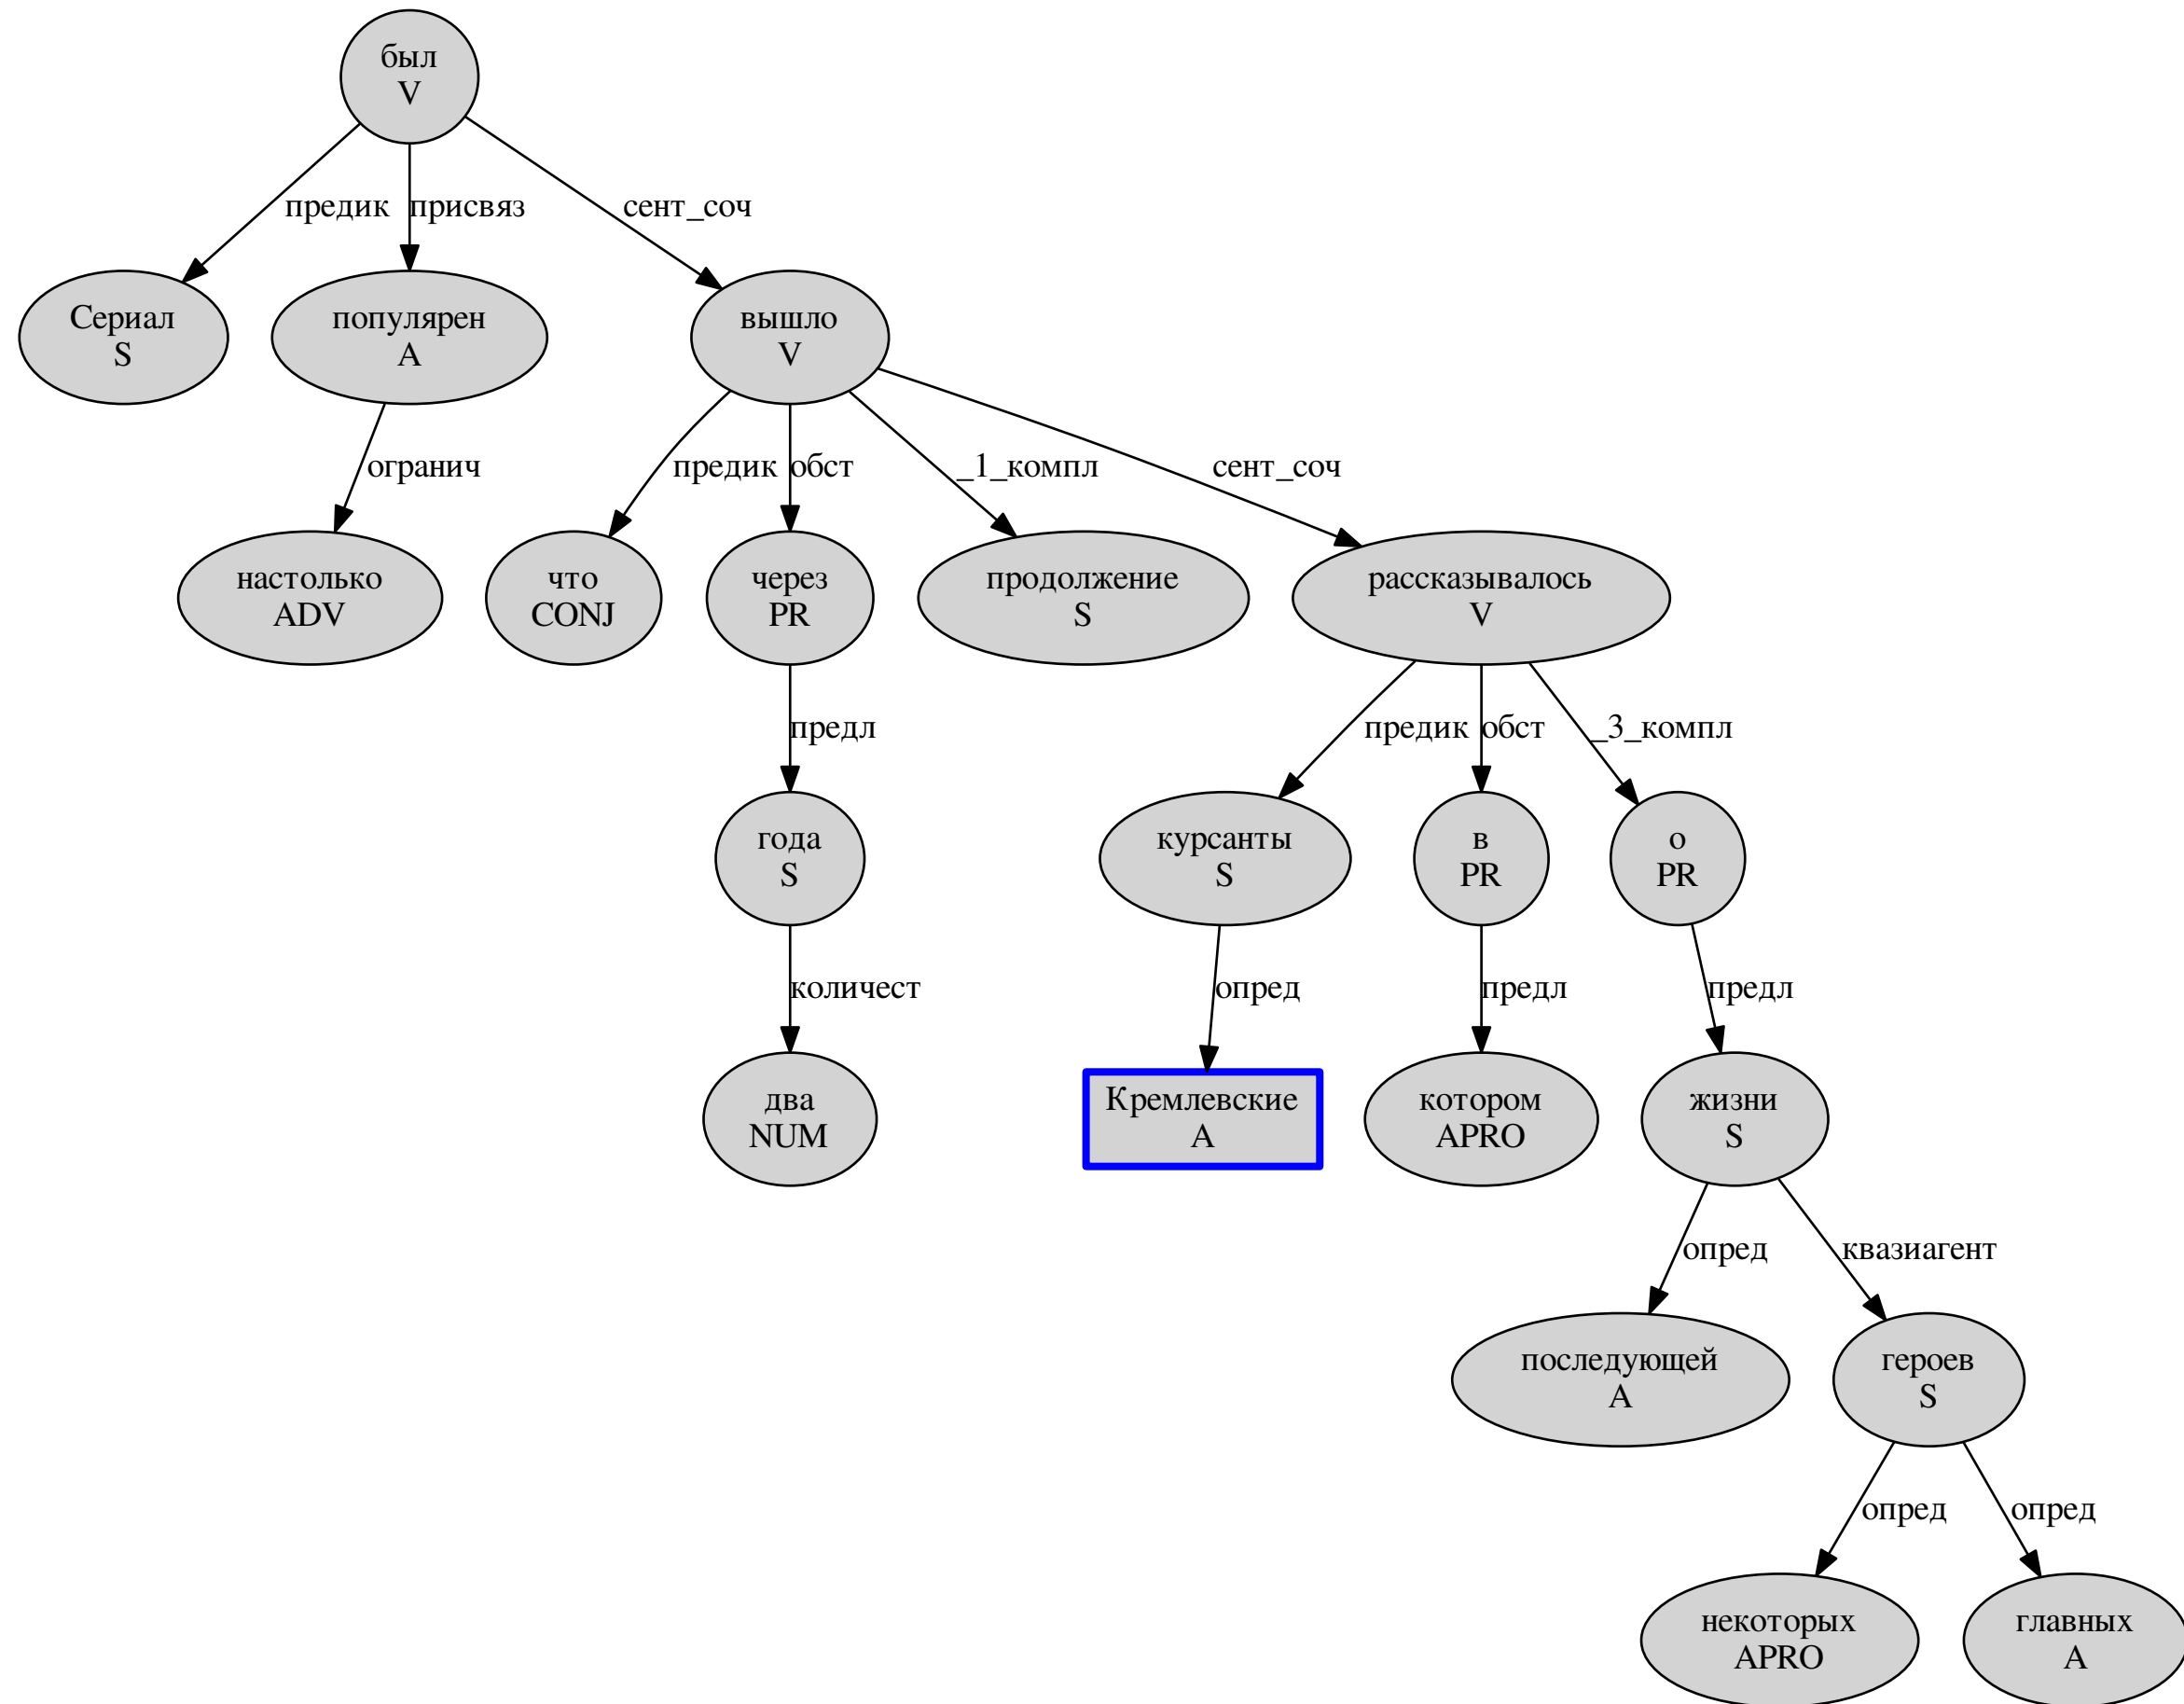 был
V
предик
присвяз
сент_соч
Сериал
S
популярен
A
вышло
V
огранич
предик
обст
_1_компл
сент_соч
настолько
ADV
что
CONJ
через
PR
продолжение
S
рассказывалось
V
предл
предик
обст
_3_компл
года
S
курсанты
S
в
PR
о
PR
количест
опред
предл
предл
два
NUM
Кремлевские
A
котором
APRO
жизни
S
опред
квазиагент
последующей
A
героев
S
опред
опред
некоторых
APRO
главных
A